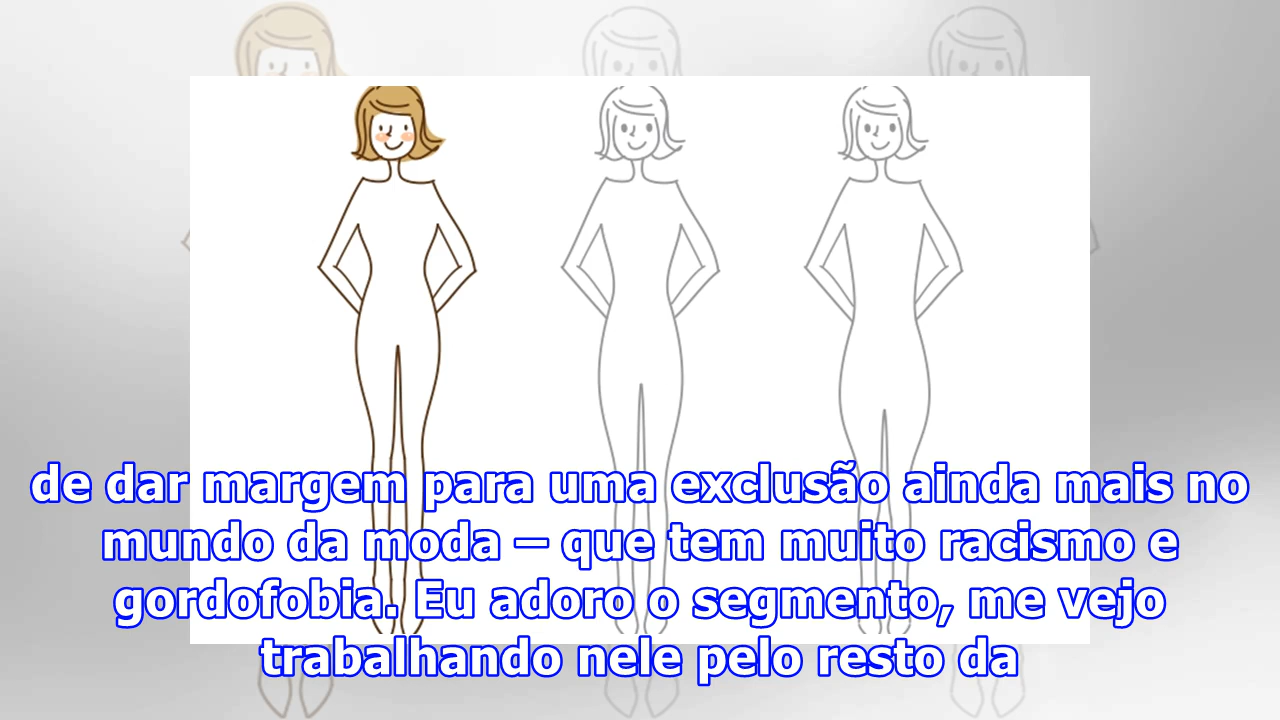 de dar margem para uma exclusão ainda mais no
mundo da moda – que tem muito racismo e
gordofobia. Eu adoro o segmento, me vejo
trabalhando nele pelo resto da